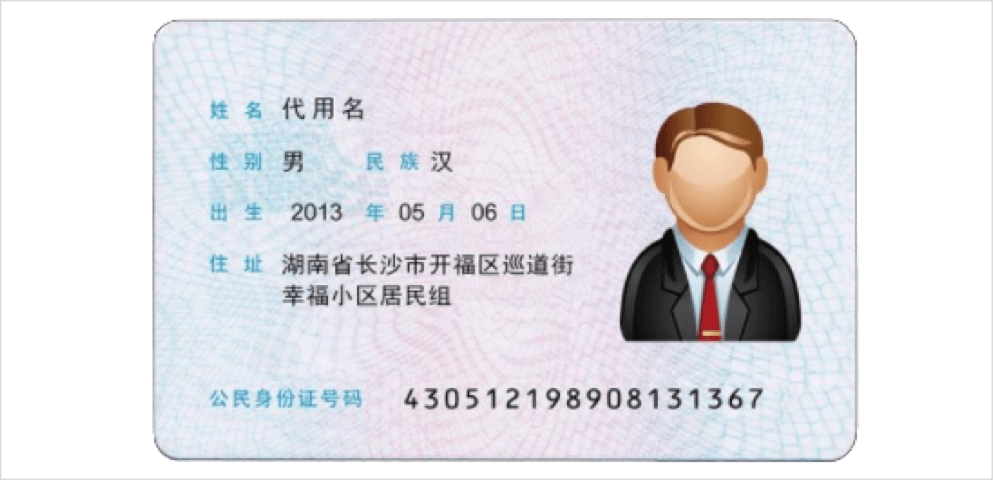 姓名 代用名
性别 男 民族 汉
出生 2013 年 05 月 06 日
住址 湖南省长沙市开福区巡道街
幸福小区居民组
公民身份证号码 430512198908131367